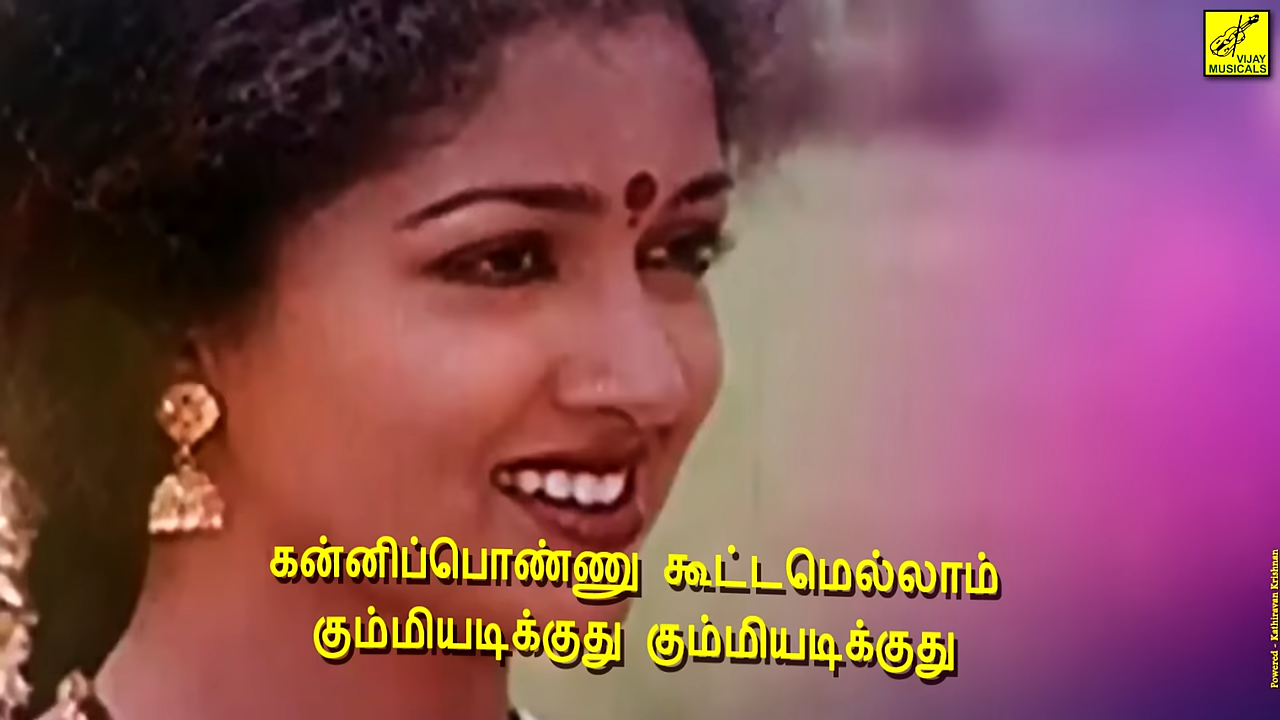 VIJAY
MUSICALS
கன்னிப்பொண்ணு கூட்டமெல்லாம்
கும்மியடிக்குது கும்மியடிக்குது
Powered - Kathiravan Krishnan